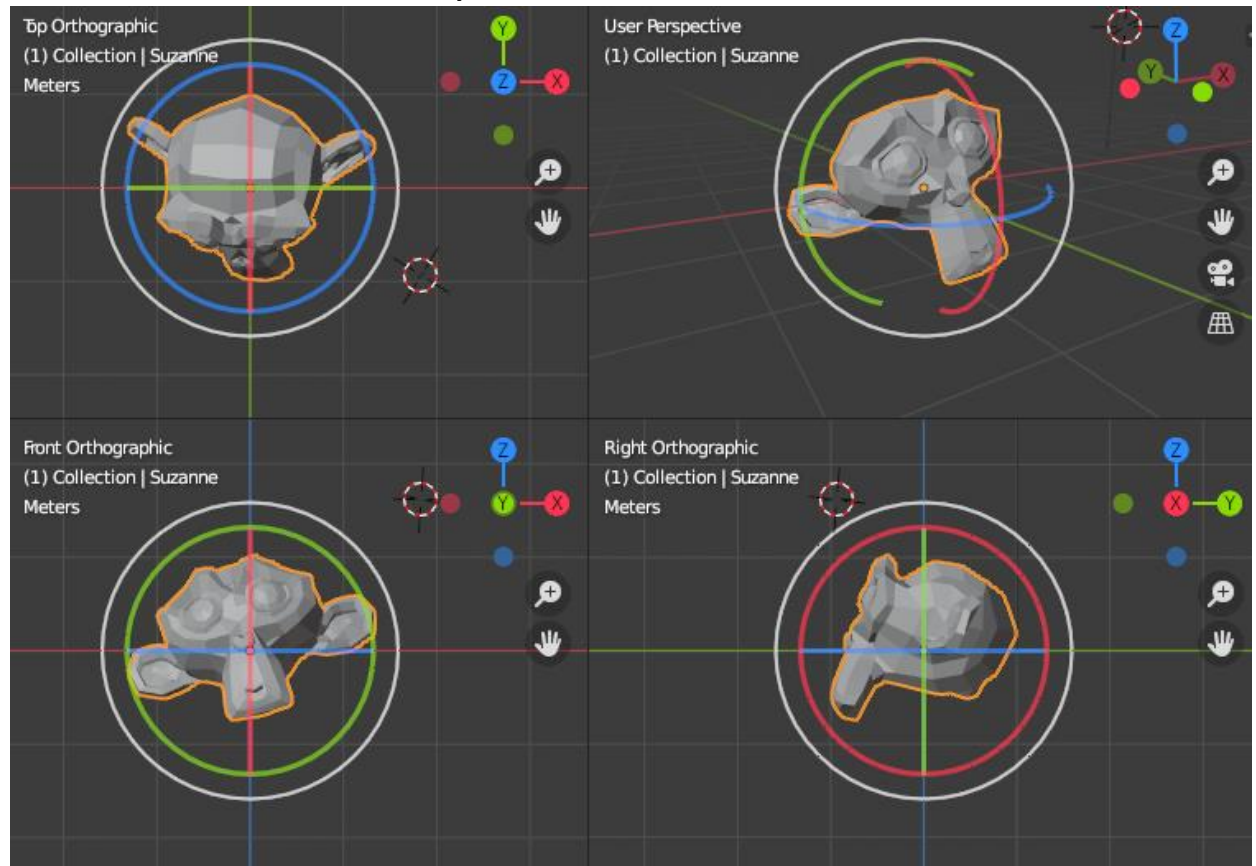 Top Orthographic
(1) Collection | Suzanne
Meters
Y
Z
X
User Perspective
(1) Collection | Suzanne
Z
Y
X
Front Orthographic
(1) Collection | Suzanne
Meters
Z
Y
X
Right Orthographic
(1) Collection | Suzanne
Meters
Z
X
Y